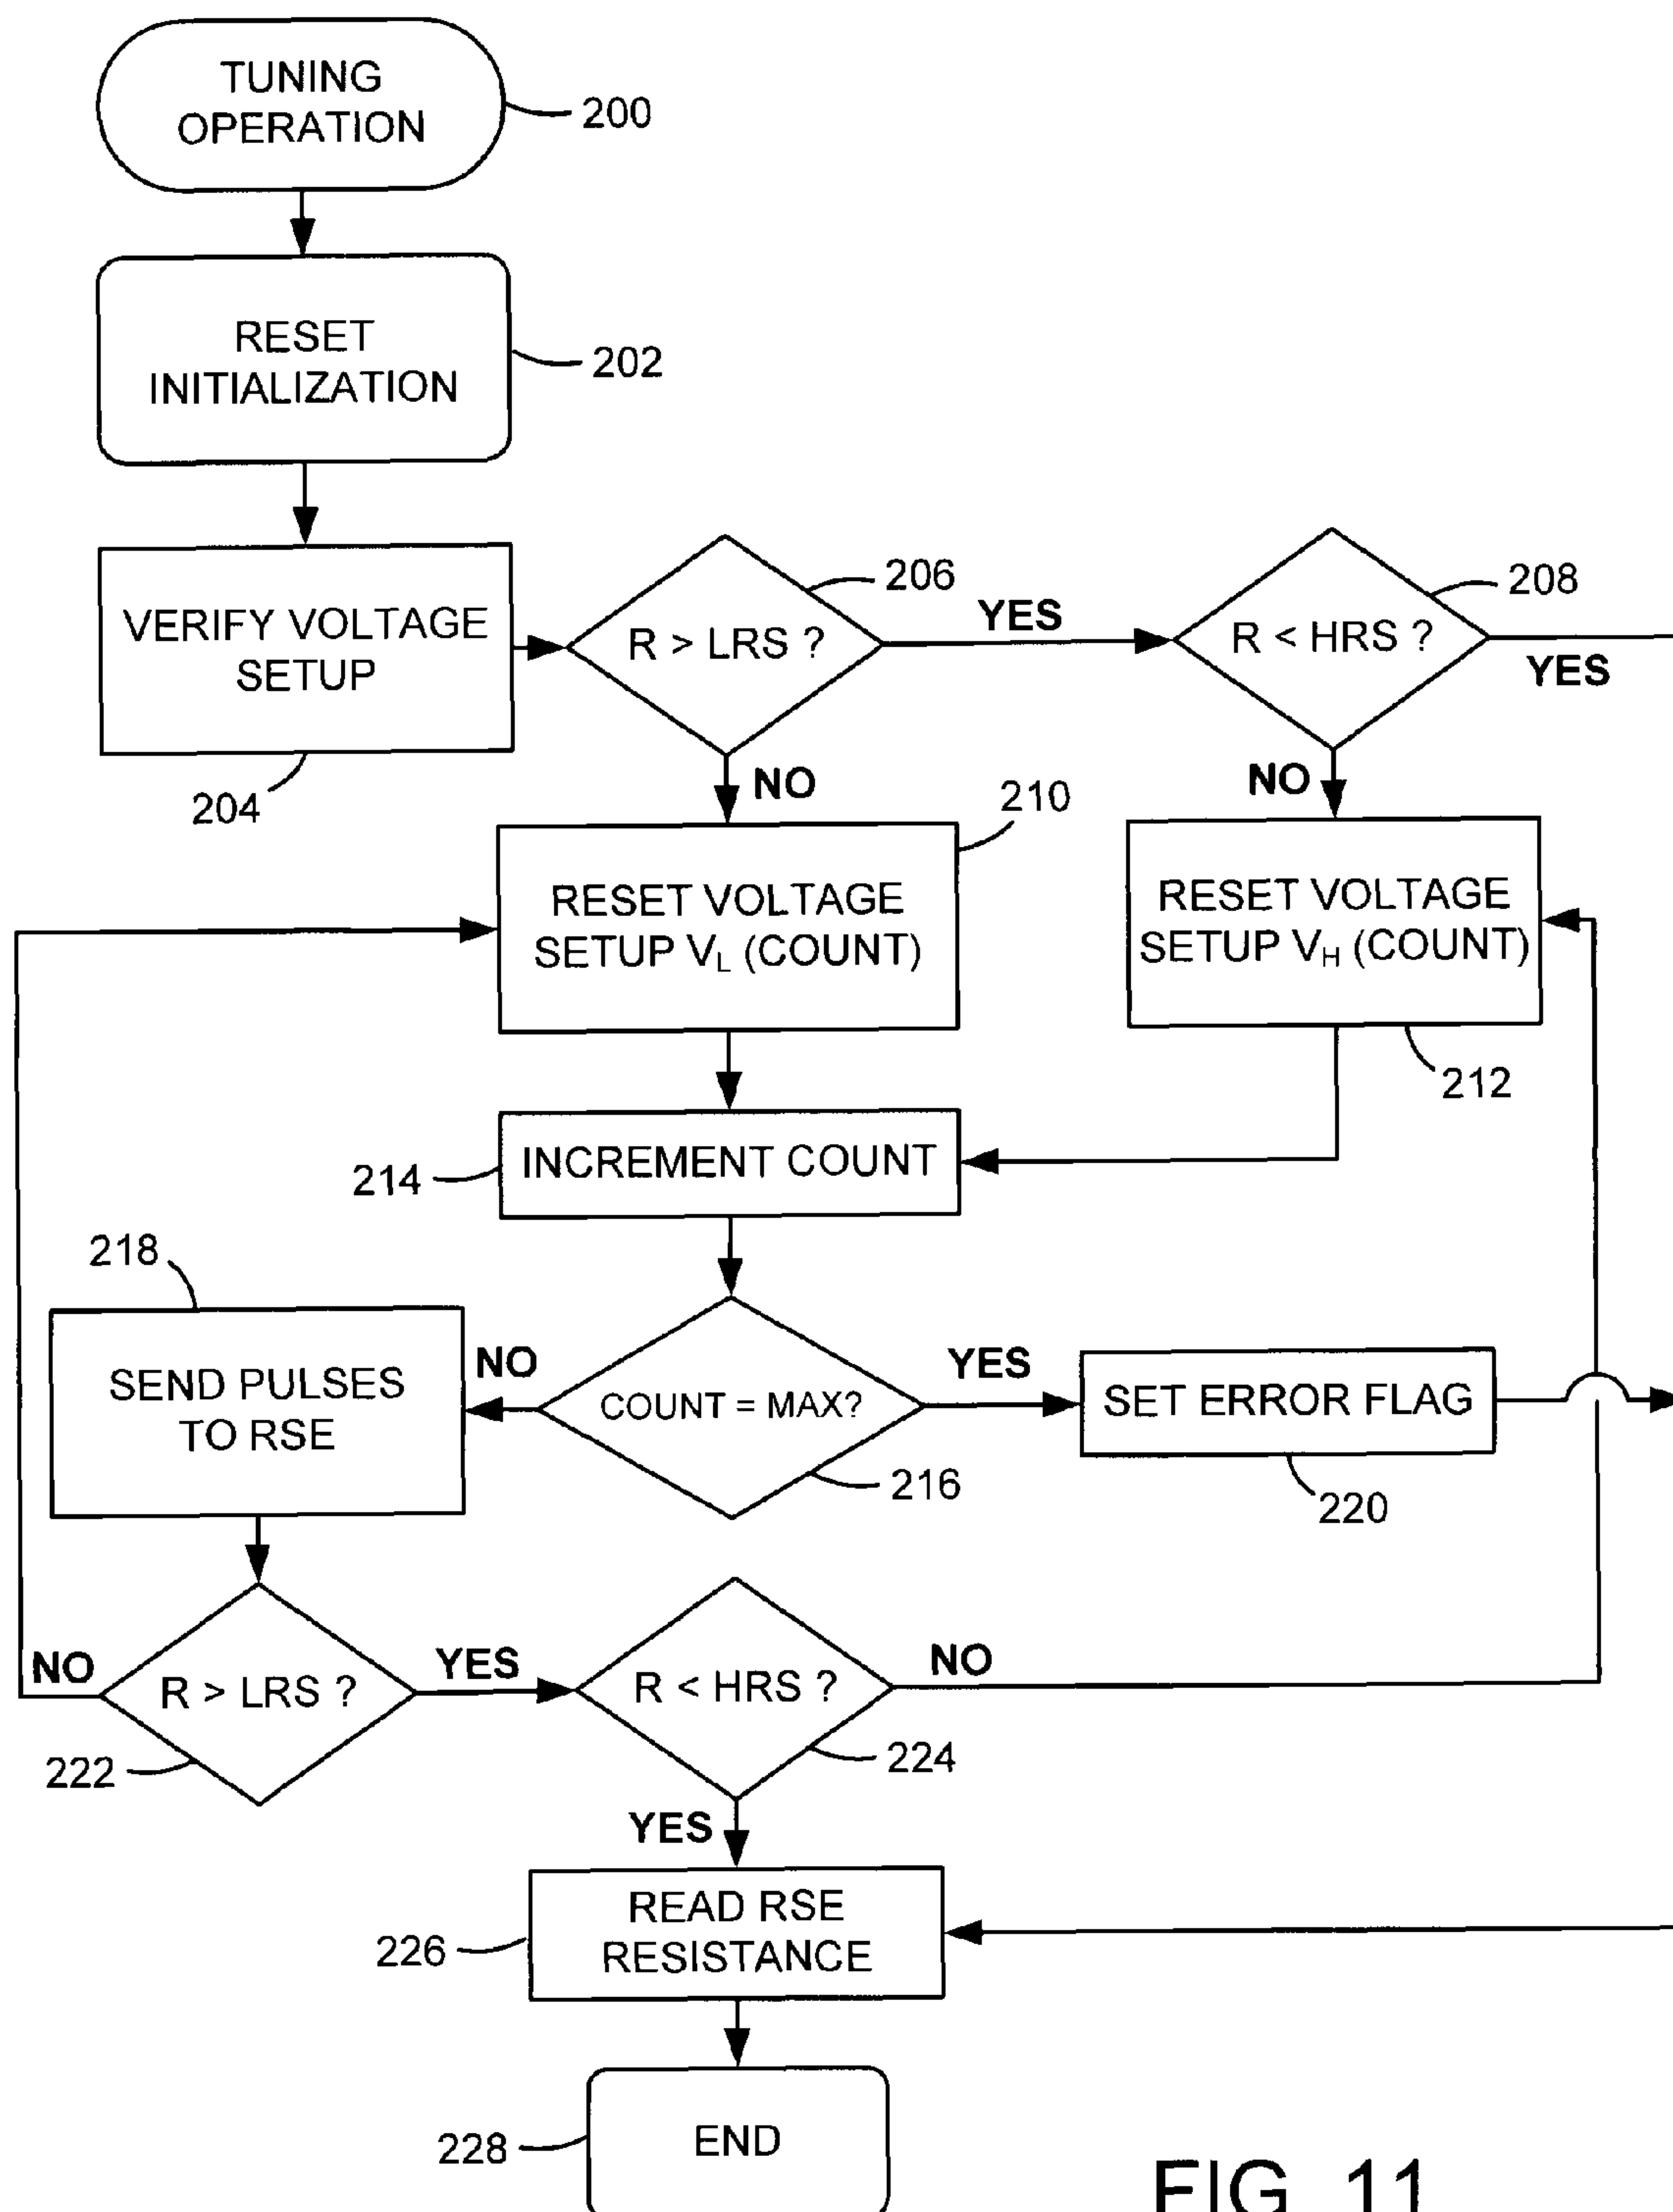 TUNING
OPERATION
200
RESET
INITIALIZATION
202
VERIFY VOLTAGE
SETUP
204
R > LRS ?
206
YES
R < HRS ?
208
YES
NO
NO
210
RESET VOLTAGE
SETUP VL (COUNT)
RESET VOLTAGE
SETUP VH (COUNT)
212
INCREMENT COUNT
214
218
SEND PULSES
TO RSE
NO
COUNT = MAX?
YES
216
SET ERROR FLAG
220
NO
R > LRS ?
YES
222
R < HRS ?
NO
224
YES
READ RSE
RESISTANCE
226
END
228
FIG. 11